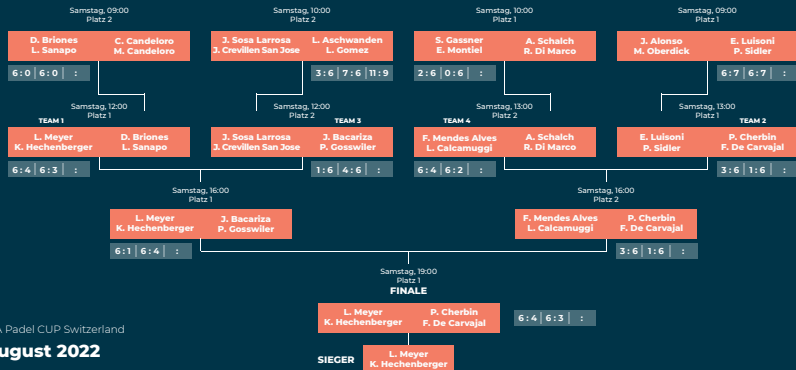 Samstag, 09:00
Platz 2
Samstag, 10:00
Platz 2
Samstag, 10:00
Platz 1
Samstag, 09:00
Platz 1
D. Briones
L. Sanapo
C. Candeloro
M. Candeloro
J. Sosa Larrosa
J. Crevillen San Jose
L. Aschwanden
L. Gomez
S. Gassner
E. Montiel
A. Schalch
R. Di Marco
J. Alonso
M. Oberdick
E. Luisoni
P. Sidler
6:0 6:0 :
3:6 7:6 11:9
2:6 0:6 :
6:7 6:7 :
Samstag, 12:00
Platz 1
TEAM 1
Samstag, 12:00
Platz 2
TEAM 3
Samstag, 13:00
Platz 2
TEAM 4
Samstag, 13:00
Platz 1
TEAM 2
L. Meyer
K. Hechenberger
D. Briones
L. Sanapo
J. Sosa Larrosa
J. Crevillen San Jose
J. Bacariza
P. Gosswiler
F. Mendes Alves
L. Calcamuggi
A. Schalch
R. Di Marco
E. Luisoni
P. Sidler
P. Cherbin
F. De Carvajal
6:4 6:3 :
1:6 4:6 :
6:4 6:2 :
3:6 1:6 :
Samstag, 16:00
Platz 1
Samstag, 16:00
Platz 2
L. Meyer
K. Hechenberger
J. Bacariza
P. Gosswiler
F. Mendes Alves
L. Calcamuggi
P. Cherbin
F. De Carvajal
6:1 6:4 :
3:6 1:6 :
Samstag, 19:00
Platz 1
FINALE
L. Meyer
K. Hechenberger
P. Cherbin
F. De Carvajal
6:4 6:3 :
A Padel CUP Switzerland
ugust 2022
SIEGER
L. Meyer
K. Hechenberger